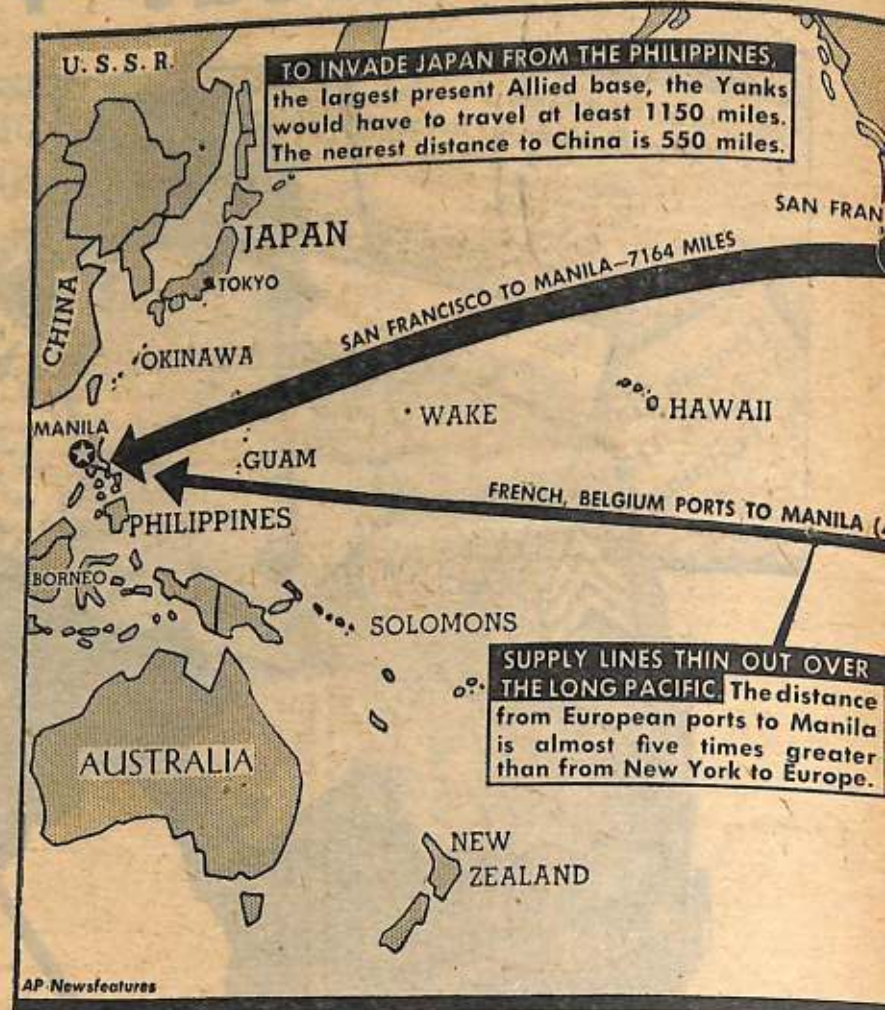 U. S. S. R.
TO INVADE JAPAN FROM THE PHILIPPINES,
the largest present Allied base, the Yanks
would have to travel at least 1150 miles.
The nearest distance to China is 550 miles.
SAN FRAN
JAPAN
TOKYO
SAN FRANCISCO TO MANILA—7164 MILES
CHINA
OKINAWA
WAKE
HAWAII
MANILA
GUAM
FRENCH, BELGIUM PORTS TO MANILA (
PHILIPPINES
BORNEO
SOLOMONS
SUPPLY LINES THIN OUT OVER
THE LONG PACIFIC. The distance
from European ports to Manila
is almost five times greater
than from New York to Europe.
AUSTRALIA
NEW
ZEALAND
AP Newsfeatures